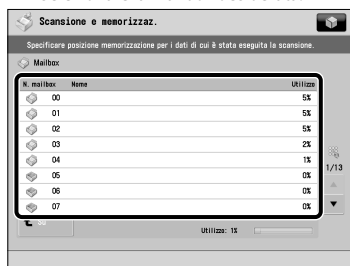 Scansione e memorizzaz.
Specificare posizione memorizzazione per i dati di cui è stata eseguita la scansione.
Mailbox
N. mailbox Nome Utilizzo
00 5%
01 5%
02 5%
03 2%
04 1%
05 0%
06 0%
07 0%
1/13
Utilizzo: 1%